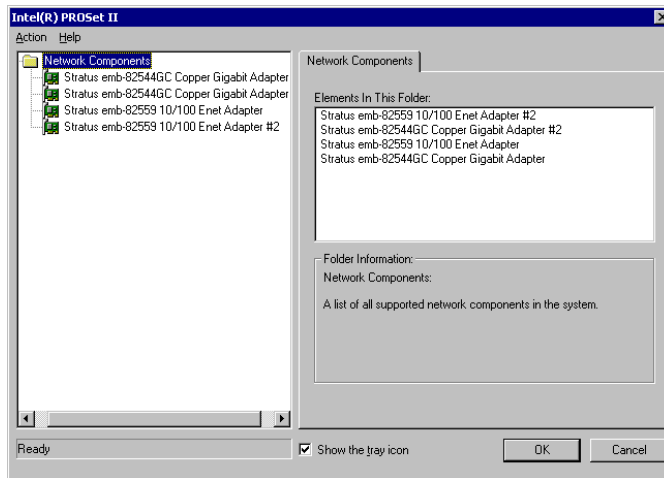 Intel(R) PROSet II
Action Help
Network Components
Stratus emb-82544GC Copper Gigabit Adapter
Stratus emb-82544GC Copper Gigabit Adapter
Stratus emb-82559 10/100 Enet Adapter
Stratus emb-82559 10/100 Enet Adapter #2
Network Components
Elements In This Folder:
Stratus emb-82559 10/100 Enet Adapter #2
Stratus emb-82544GC Copper Gigabit Adapter #2
Stratus emb-82559 10/100 Enet Adapter
Stratus emb-82544GC Copper Gigabit Adapter
Folder Information:
Network Components:
A list of all supported network components in the system.
Ready
Show the tray icon
OK
Cancel